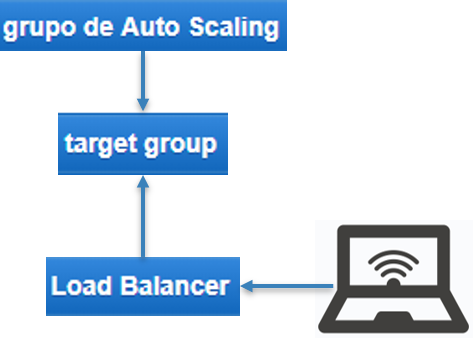 grupo de Auto Scaling
target group
Load Balancer